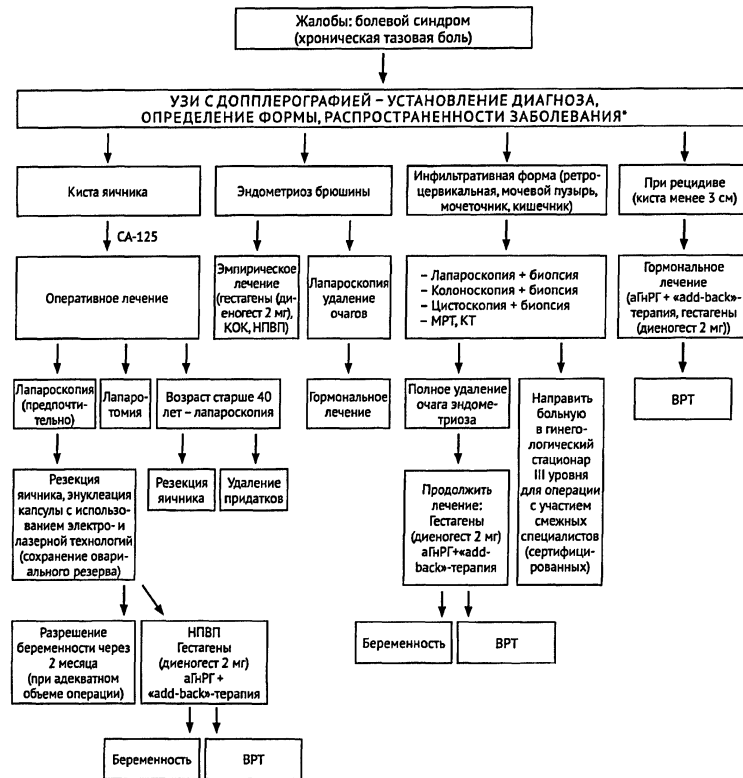 Жалобы: болевой синдром
(хроническая тазовая боль)
УЗИ С ДОППЛЕРОГРАФИЕЙ – УСТАНОВЛЕНИЕ ДИАГНОЗА,
ОПРЕДЕЛЕНИЕ ФОРМЫ, РАСПРОСТРАНЕННОСТИ ЗАБОЛЕВАНИЯ*
Киста яичника
Эндометриоз брюшины
Инфильтративная форма (ретро-
цервикальная, мочевой пузырь,
мочеточник, кишечник)
При рецидиве
(киста менее 3 см)
СА-125
Оперативное лечение
Эмпирическое
лечение
(гестагены (ди-
еногест 2 мг),
КОК, НПВП)
Лапароскопия
удаление
очагов
– Лапароскопия + биопсия
– Колоноскопия + биопсия
– Цистоскопия + биопсия
– МРТ, КТ
Гормональное
лечение
(аГнРГ + «add-back»-
терапия, гестагены
(диеногест 2 мг))
Лапароскопия
(предпочти-
тельно)
Лапаро-
томия
Возраст старше 40
лет – лапароскопия
Гормональное
лечение
Полное удаление
очага эндоме-
триоза
Направить
больную
в гинеко-
логический
стационар
III уровня
для операции
с участием
смежных
специалистов
(сертифици-
рованных)
ВРТ
Резекция
яичника, энуклеация
капсулы с использо-
ванием электро- и
лазерной технологий
(сохранение овари-
ального резерва)
Резекция
яичника
Удаление
придатков
Продолжить
лечение:
Гестагены
(диеногест 2 мг)
аГнРГ+«add-
back»-терапия
Разрешение
беременности через
2 месяца
(при адекватном
объеме операции)
НПВП
Гестагены
(диеногест 2 мг)
аГнРГ +
«add-back»-терапия
Беременность
ВРТ
Беременность
ВРТ